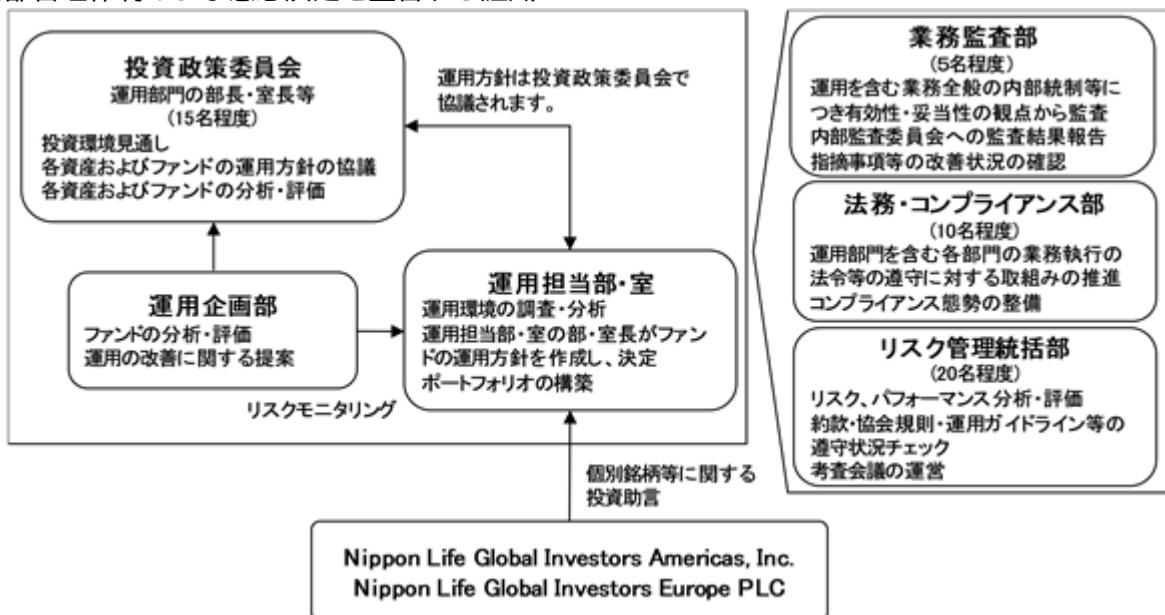 投資政策委員会
運用部門の部長・室長等
(15名程度)
投資環境見通し
各資産およびファンドの運用方針の協議
各資産およびファンドの分析・評価
運用方針は投資政策委員会で
協議されます。
運用企画部
ファンドの分析・評価
運用の改善に関する提案
運用担当部・室
運用環境の調査・分析
運用担当部・室の部・室長がファン
ドの運用方針を作成し、決定
ポートフォリオの構築
リスクモニタリング
個別銘柄等に関する
投資助言
Nippon Life Global Investors Americas, Inc.
Nippon Life Global Investors Europe PLC
業務監査部
(5名程度)
運用を含む業務全般の内部統制等に
つき有効性・妥当性の観点から監査
内部監査委員会への監査結果報告
指摘事項等の改善状況の確認
法務・コンプライアンス部
(10名程度)
運用部門を含む各部門の業務執行の
法令等の遵守に対する取組みの推進
コンプライアンス態勢の整備
リスク管理統括部
(20名程度)
リスク、パフォーマンス分析・評価
約款・協会規則・運用ガイドライン等の
遵守状況チェック
考査会議の運営